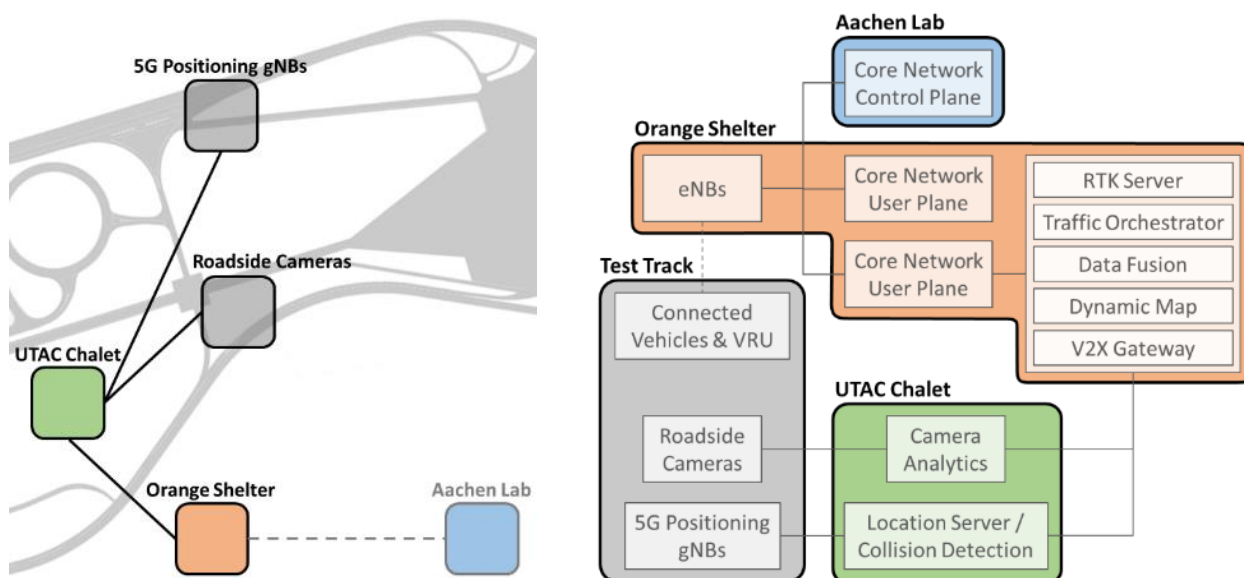 5G Positioning gNBs
Roadside Cameras
UTAC Chalet
Orange Shelter
Aachen Lab
Aachen Lab
Core Network
Control Plane
Orange Shelter
eNBs
Core Network
User Plane
Core Network
User Plane
RTK Server
Traffic Orchestrator
Data Fusion
Dynamic Map
V2X Gateway
Test Track
Connected
Vehicles & VRU
Roadside
Cameras
5G Positioning
gNBs
UTAC Chalet
Camera
Analytics
Location Server /
Collision Detection